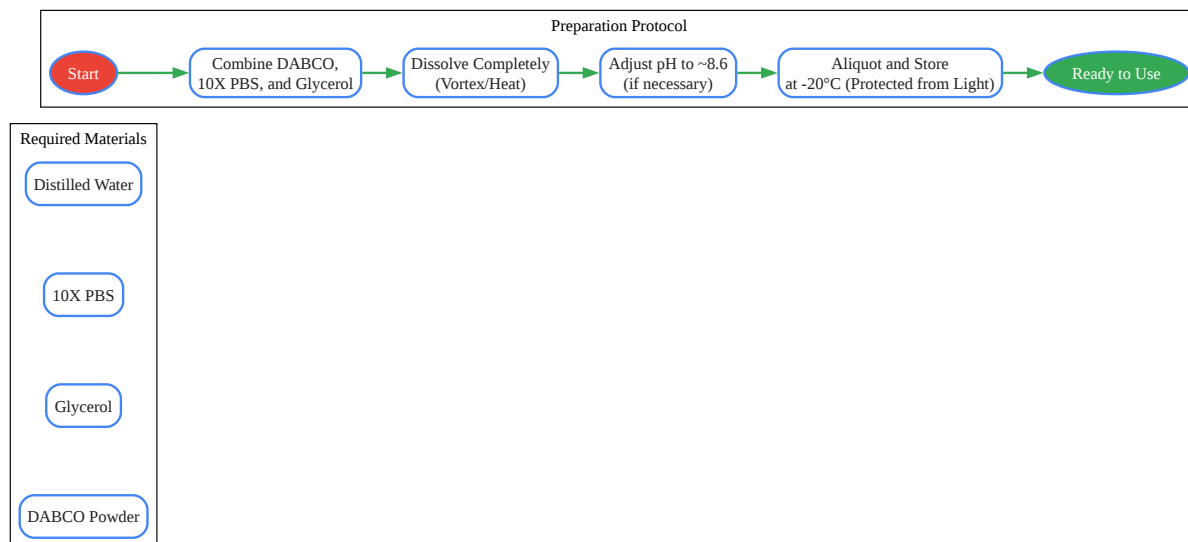 Preparation Protocol
Start
Combine DABCO,
10X PBS, and Glycerol
Dissolve Completely
(Vortex/Heat)
Adjust pH to ~8.6
(if necessary)
Aliquot and Store
at -20°C (Protected from Light)
Ready to Use
Required Materials
Distilled Water
10X PBS
Glycerol
DABCO Powder